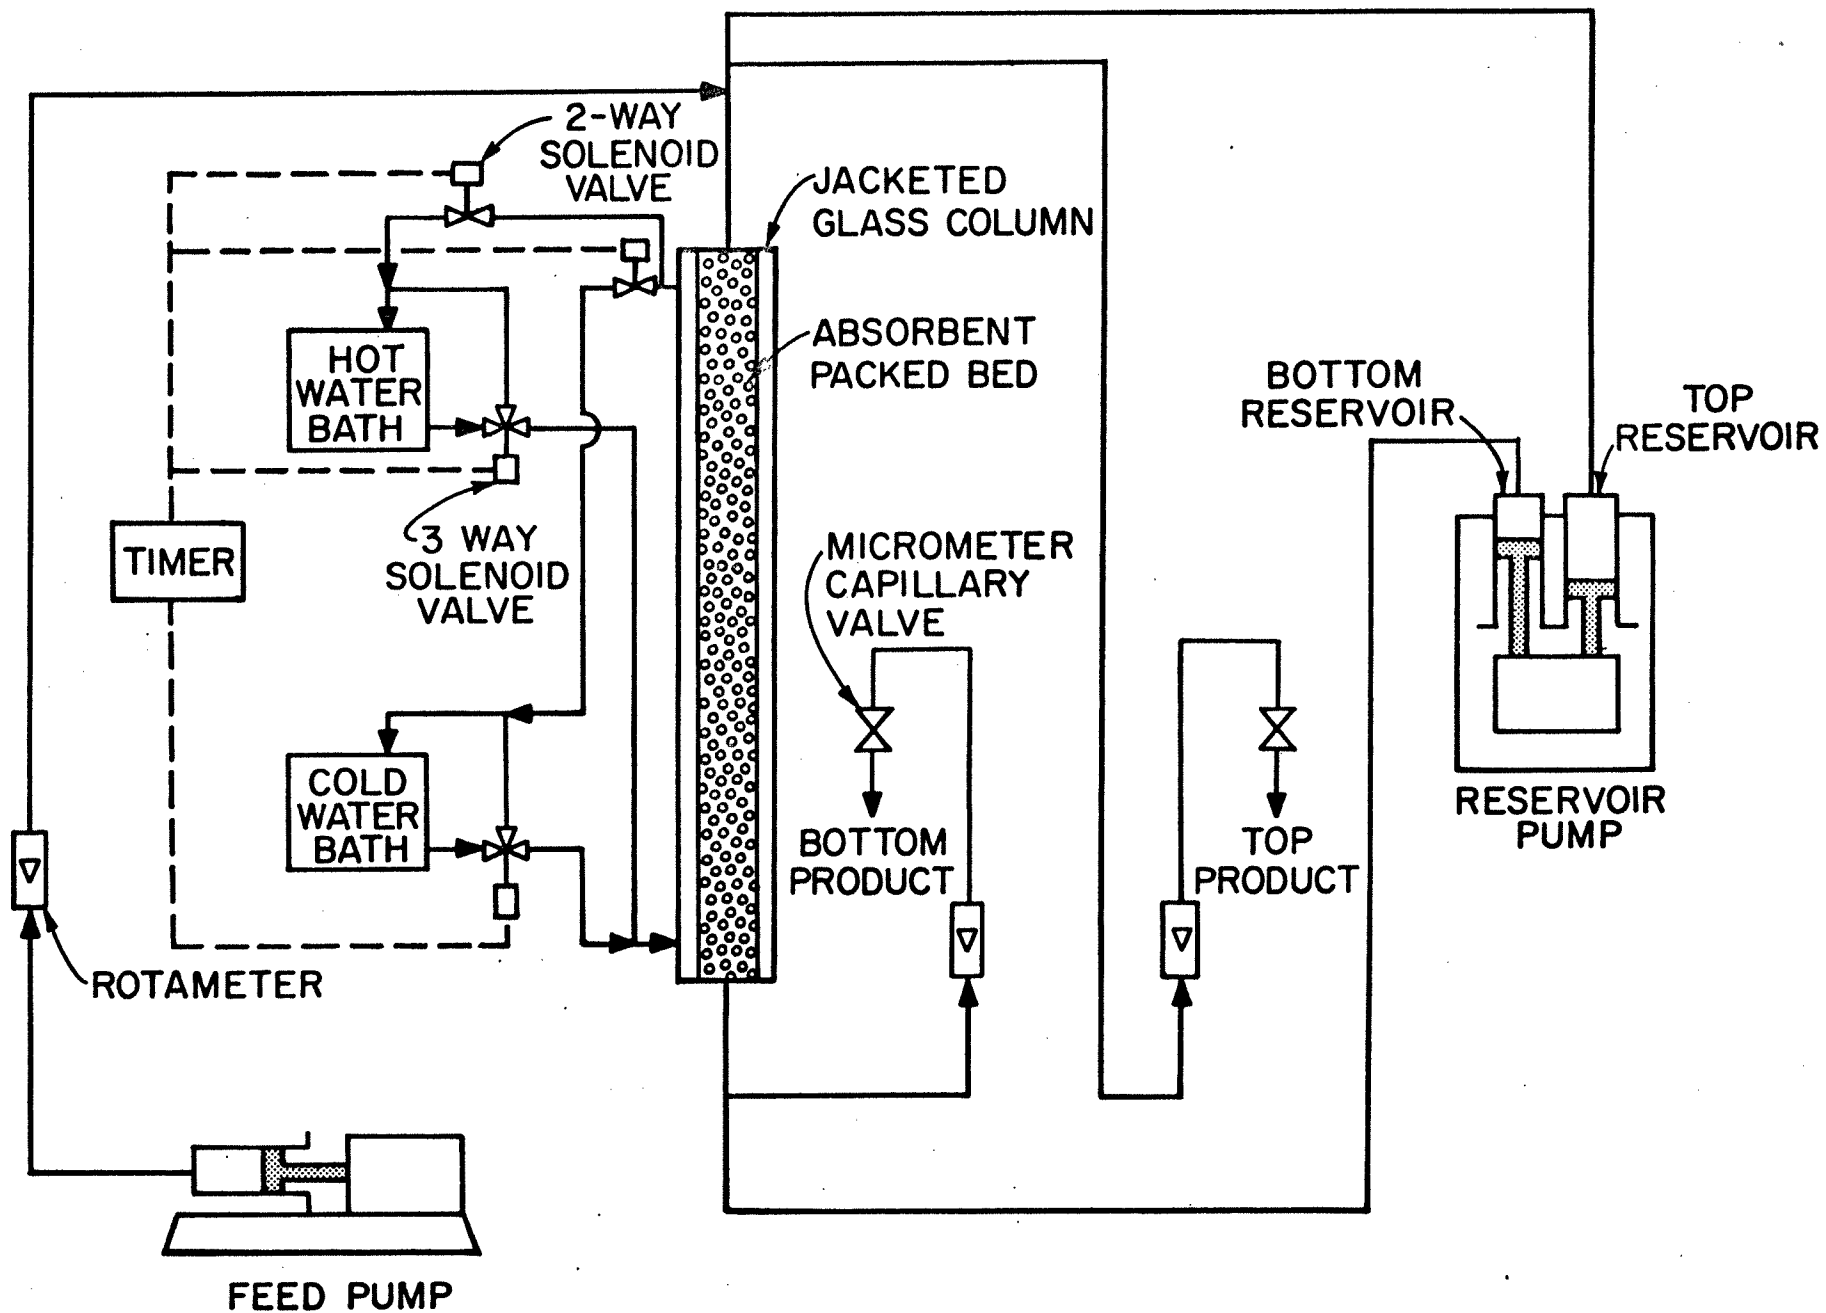 2-WAY
SOLENOID
VALVE
JACKETED
GLASS COLUMN
HOT
WATER
BATH
ABSORBENT
PACKED BED
BOTTOM
RESERVOIR
TOP
RESERVOIR
TIMER
3 WAY
SOLENOID
VALVE
MICROMETER
CAPILLARY
VALVE
COLD
WATER
BATH
BOTTOM
PRODUCT
TOP
PRODUCT
RESERVOIR
PUMP
ROTAMETER
FEED PUMP